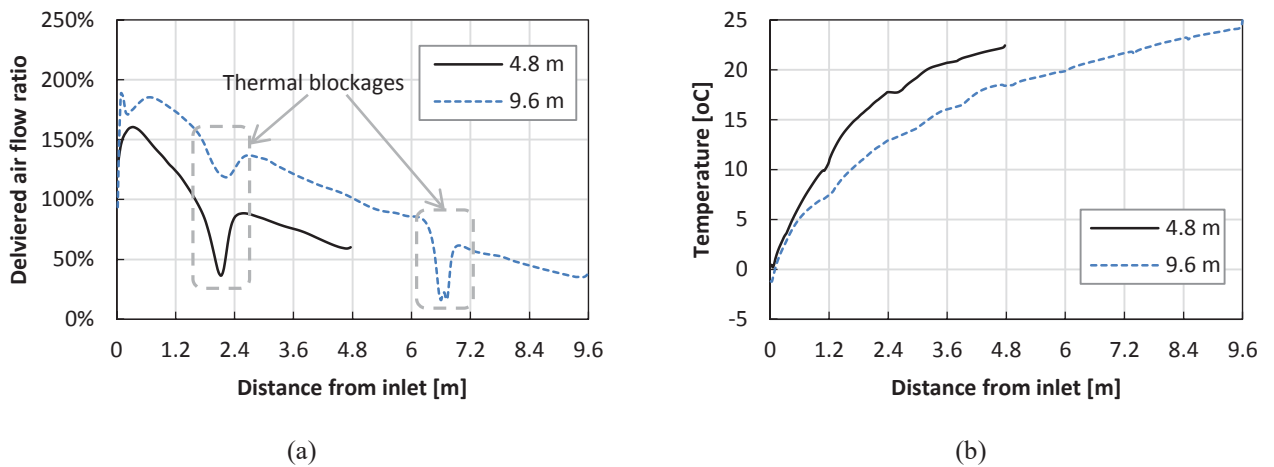 250%
200%
150%
100%
50%
0%
Delviered air flow ratio
Thermal blockages
4.8 m
9.6 m
0 1.2 2.4 3.6 4.8 6 7.2 8.4 9.6
Distance from inlet [m]
(a)
25
20
15
10
5
0
-5
Temperature [oC]
4.8 m
9.6 m
0 1.2 2.4 3.6 4.8 6 7.2 8.4 9.6
Distance from inlet [m]
(b)